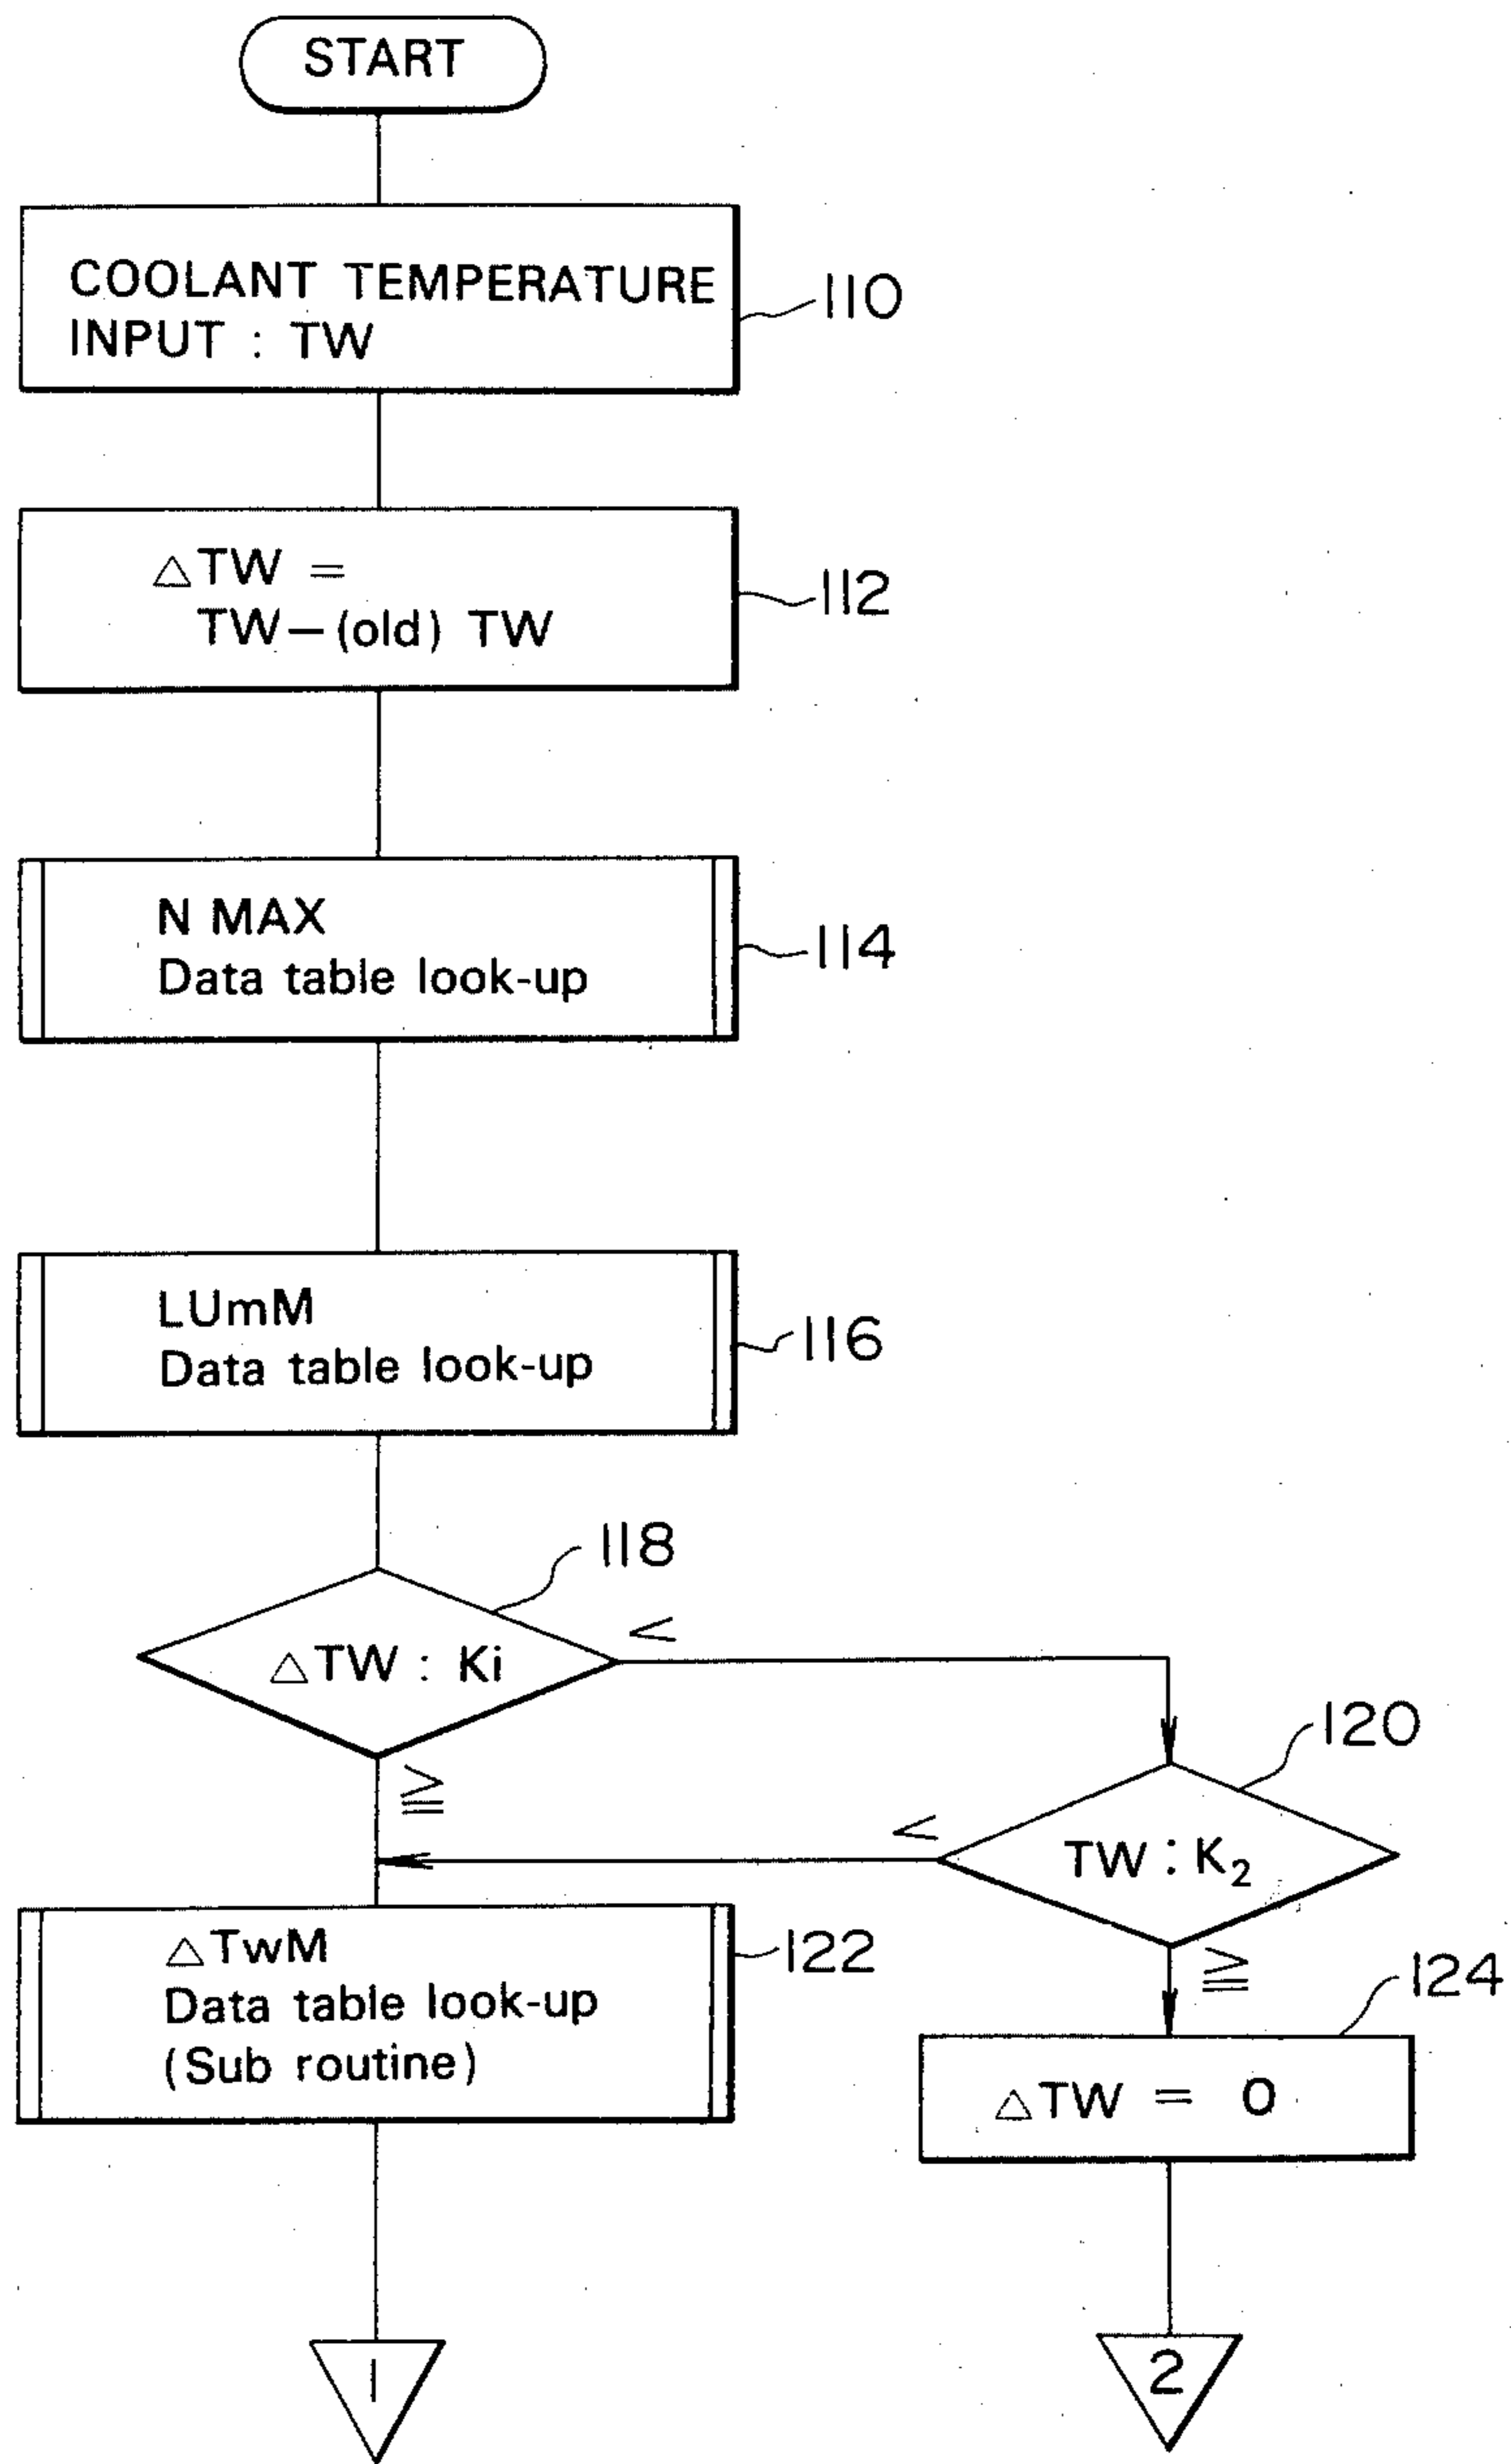 START
COOLANT TEMPERATURE
INPUT : TW
110
△TW =
TW−(old) TW
112
N MAX
Data table look-up
114
LUmM
Data table look-up
116
118
△TW : Ki
<
≧
120
TW : K₂
<
≧
△TwM
Data table look-up
(Sub routine)
122
124
△TW = 0
1
2